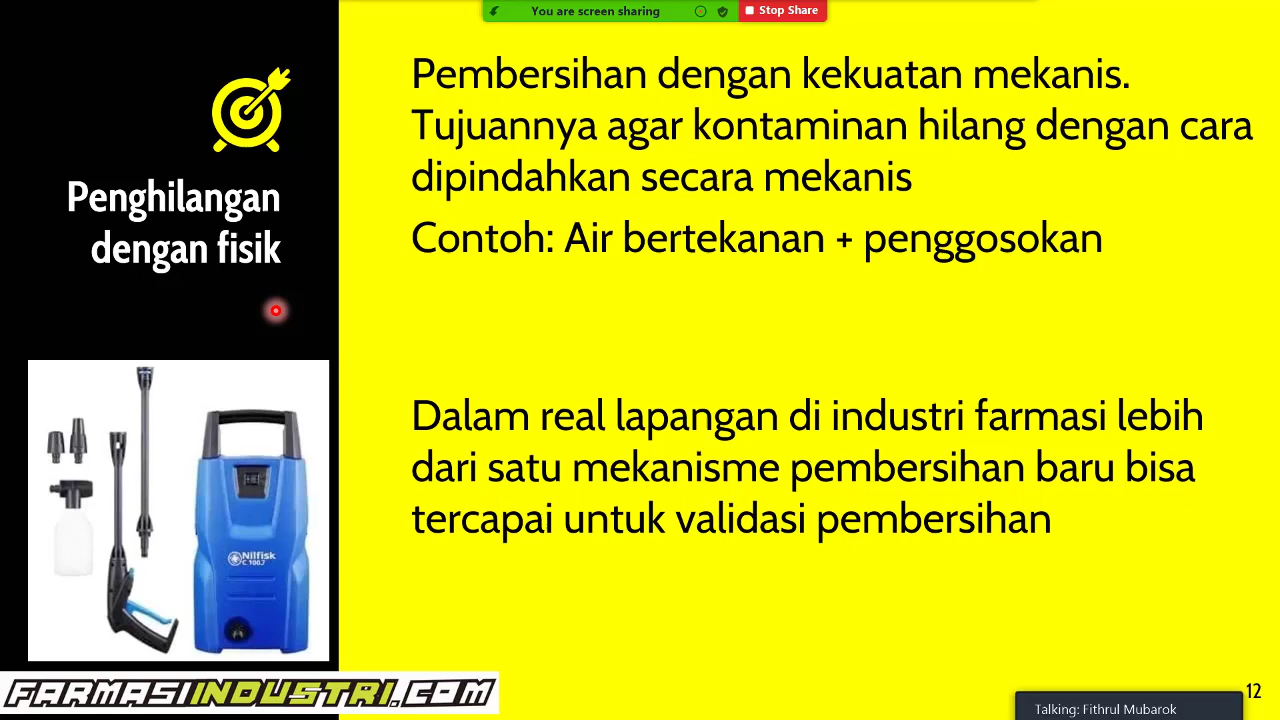 You are screen sharing
Stop Share
Penghilangan
dengan fisik
Pembersihan dengan kekuatan mekanis.
Tujuannya agar kontaminan hilang dengan cara
dipindahkan secara mekanis
Contoh: Air bertekanan + penggosokan
Dalam real lapangan di industri farmasi lebih
dari satu mekanisme pembersihan baru bisa
tercapai untuk validasi pembersihan
Nilfisk
C 100.7
FARMASIINDUSTRI.COM
12
Talking: Fithrul Mubarok